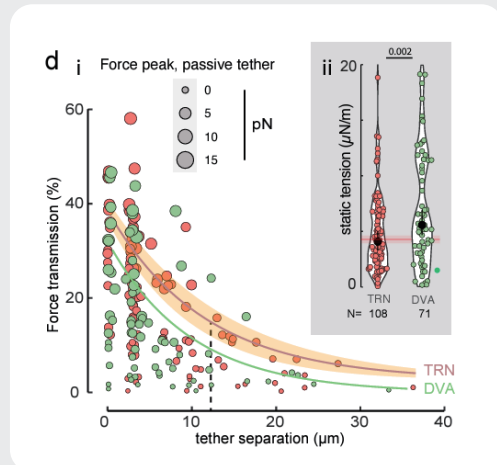 d i Force peak, passive tether
0
5
10
15
pN
60
40
20
0
Force transmission (%)
0 10 20 30 40
tether separation (µm)
TRN
DVA
ii
0.002
20
0
static tension (µN/m)
TRN DVA
N= 108 71